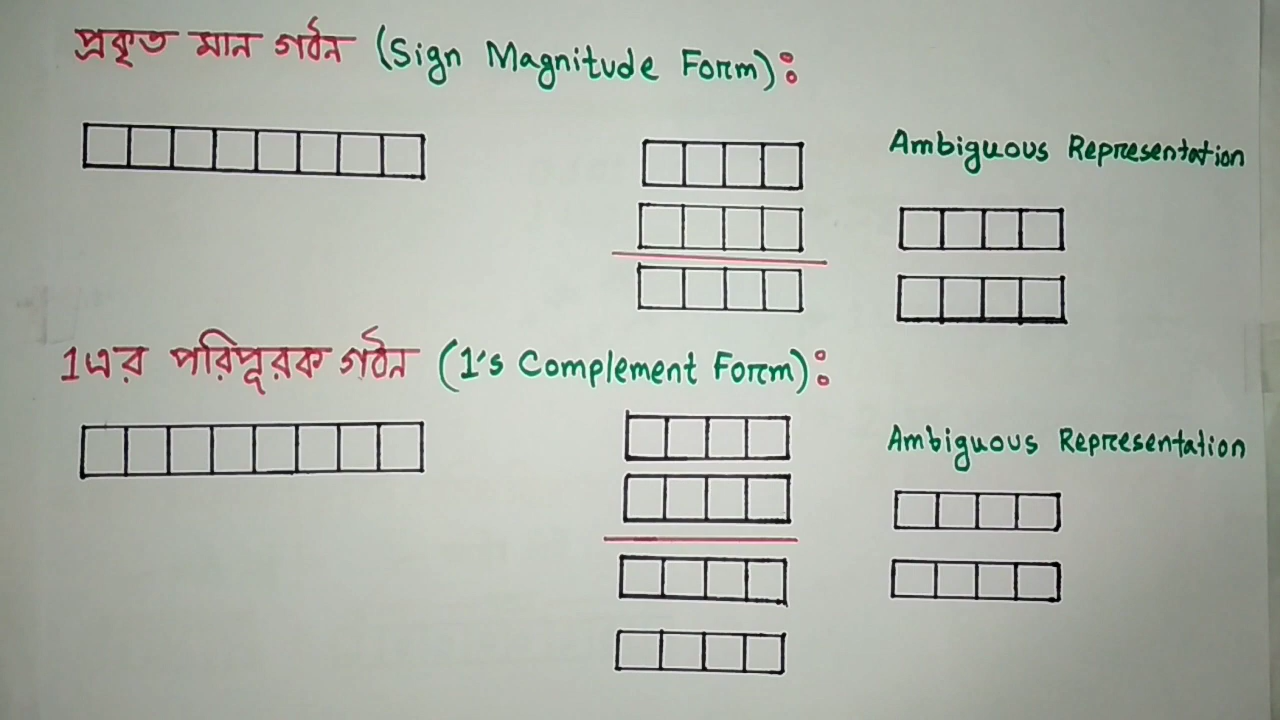 প্রকৃত মান গঠন (Sign Magnitude Form):
Ambiguous Representation
1এর পরিপূরক গঠন (1's Complement Form):
Ambiguous Representation